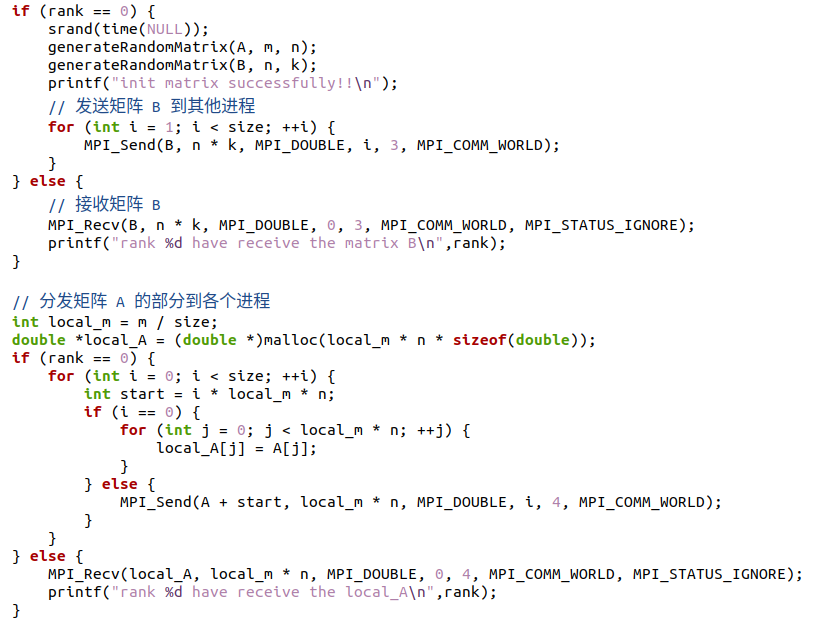 if (rank == 0) {
    srand(time(NULL));
    generateRandomMatrix(A, m, n);
    generateRandomMatrix(B, n, k);
    printf("init matrix successfully!!\n");
    // 发送矩阵 B 到其他进程
    for (int i = 1; i < size; ++i) {
        MPI_Send(B, n * k, MPI_DOUBLE, i, 3, MPI_COMM_WORLD);
    }
} else {
    // 接收矩阵 B
    MPI_Recv(B, n * k, MPI_DOUBLE, 0, 3, MPI_COMM_WORLD, MPI_STATUS_IGNORE);
    printf("rank %d have receive the matrix B\n",rank);
}

// 分发矩阵 A 的部分到各个进程
int local_m = m / size;
double *local_A = (double *)malloc(local_m * n * sizeof(double));
if (rank == 0) {
    for (int i = 0; i < size; ++i) {
        int start = i * local_m * n;
        if (i == 0) {
            for (int j = 0; j < local_m * n; ++j) {
                local_A[j] = A[j];
            }
        } else {
            MPI_Send(A + start, local_m * n, MPI_DOUBLE, i, 4, MPI_COMM_WORLD);
        }
    }
} else {
    MPI_Recv(local_A, local_m * n, MPI_DOUBLE, 0, 4, MPI_COMM_WORLD, MPI_STATUS_IGNORE);
    printf("rank %d have receive the local_A\n",rank);
}